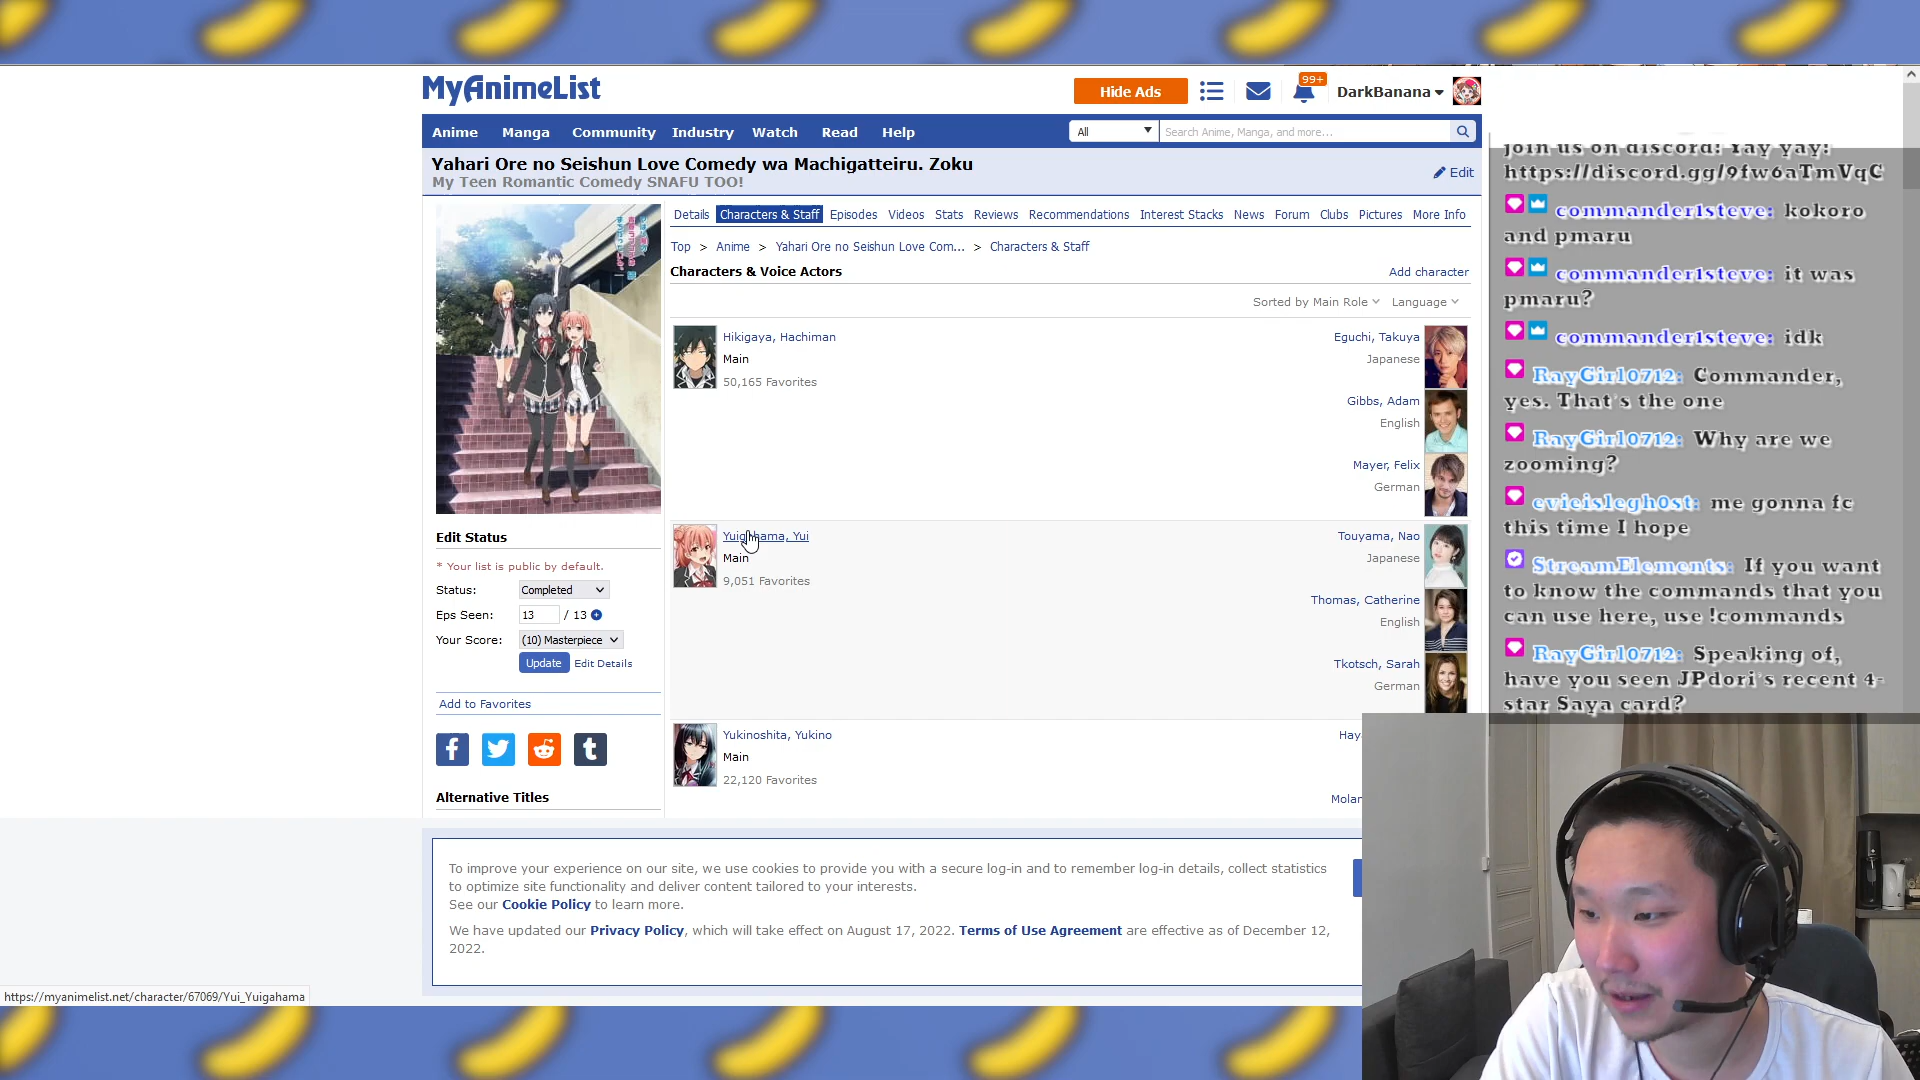 MyAnimeList
Hide Ads
99+
DarkBanana
Anime Manga Community Industry Watch Read Help
All
Search Anime, Manga, and more...
Yahari Ore no Seishun Love Comedy wa Machigatteiru. Zoku
My Teen Romantic Comedy SNAFU TOO!
Edit
Details Characters & Staff Episodes Videos Stats Reviews Recommendations Interest Stacks News Forum Clubs Pictures More Info
Top > Anime > Yahari Ore no Seishun Love Com... > Characters & Staff
Characters & Voice Actors
Add character
Sorted by Main Role Language
Hikigaya, Hachiman
Main
50,165 Favorites
Eguchi, Takuya
Japanese
Gibbs, Adam
English
Mayer, Felix
German
Yui
Main
9,051 Favorites
Touyama, Nao
Japanese
Thomas, Catherine
English
Tkotsch, Sarah
German
Yukinoshita, Yukino
Main
22,120 Favorites
Edit Status
* Your list is public by default.
Status: Completed
Eps Seen: 13 / 13
Your Score: (10) Masterpiece
Update Edit Details
Add to Favorites
Alternative Titles
To improve your experience on our site, we use cookies to provide you with a secure log-in and to remember log-in details, collect statistics
to optimize site functionality and deliver content tailored to your interests.
See our Cookie Policy to learn more.
We have updated our Privacy Policy, which will take effect on August 17, 2022. Terms of Use Agreement are effective as of December 12,
2022.
https://myanimelist.net/character/67069/Yui_Yuigahama
join us on discord! Yay yay!
https://discord.gg/9fw6aTmVqC
commander1steve: kokoro
and pmaru
commander1steve: it was
pmaru?
commander1steve: idk
RayGirl0712: Commander,
yes. That's the one
RayGirl0712: Why are we
zooming?
evieislegh0st: me gonna fc
this time I hope
StreamElements: If you want
to know the commands that you
can use here, use !commands
RayGirl0712: Speaking of,
have you seen JPdori's recent 4-
star Saya card?